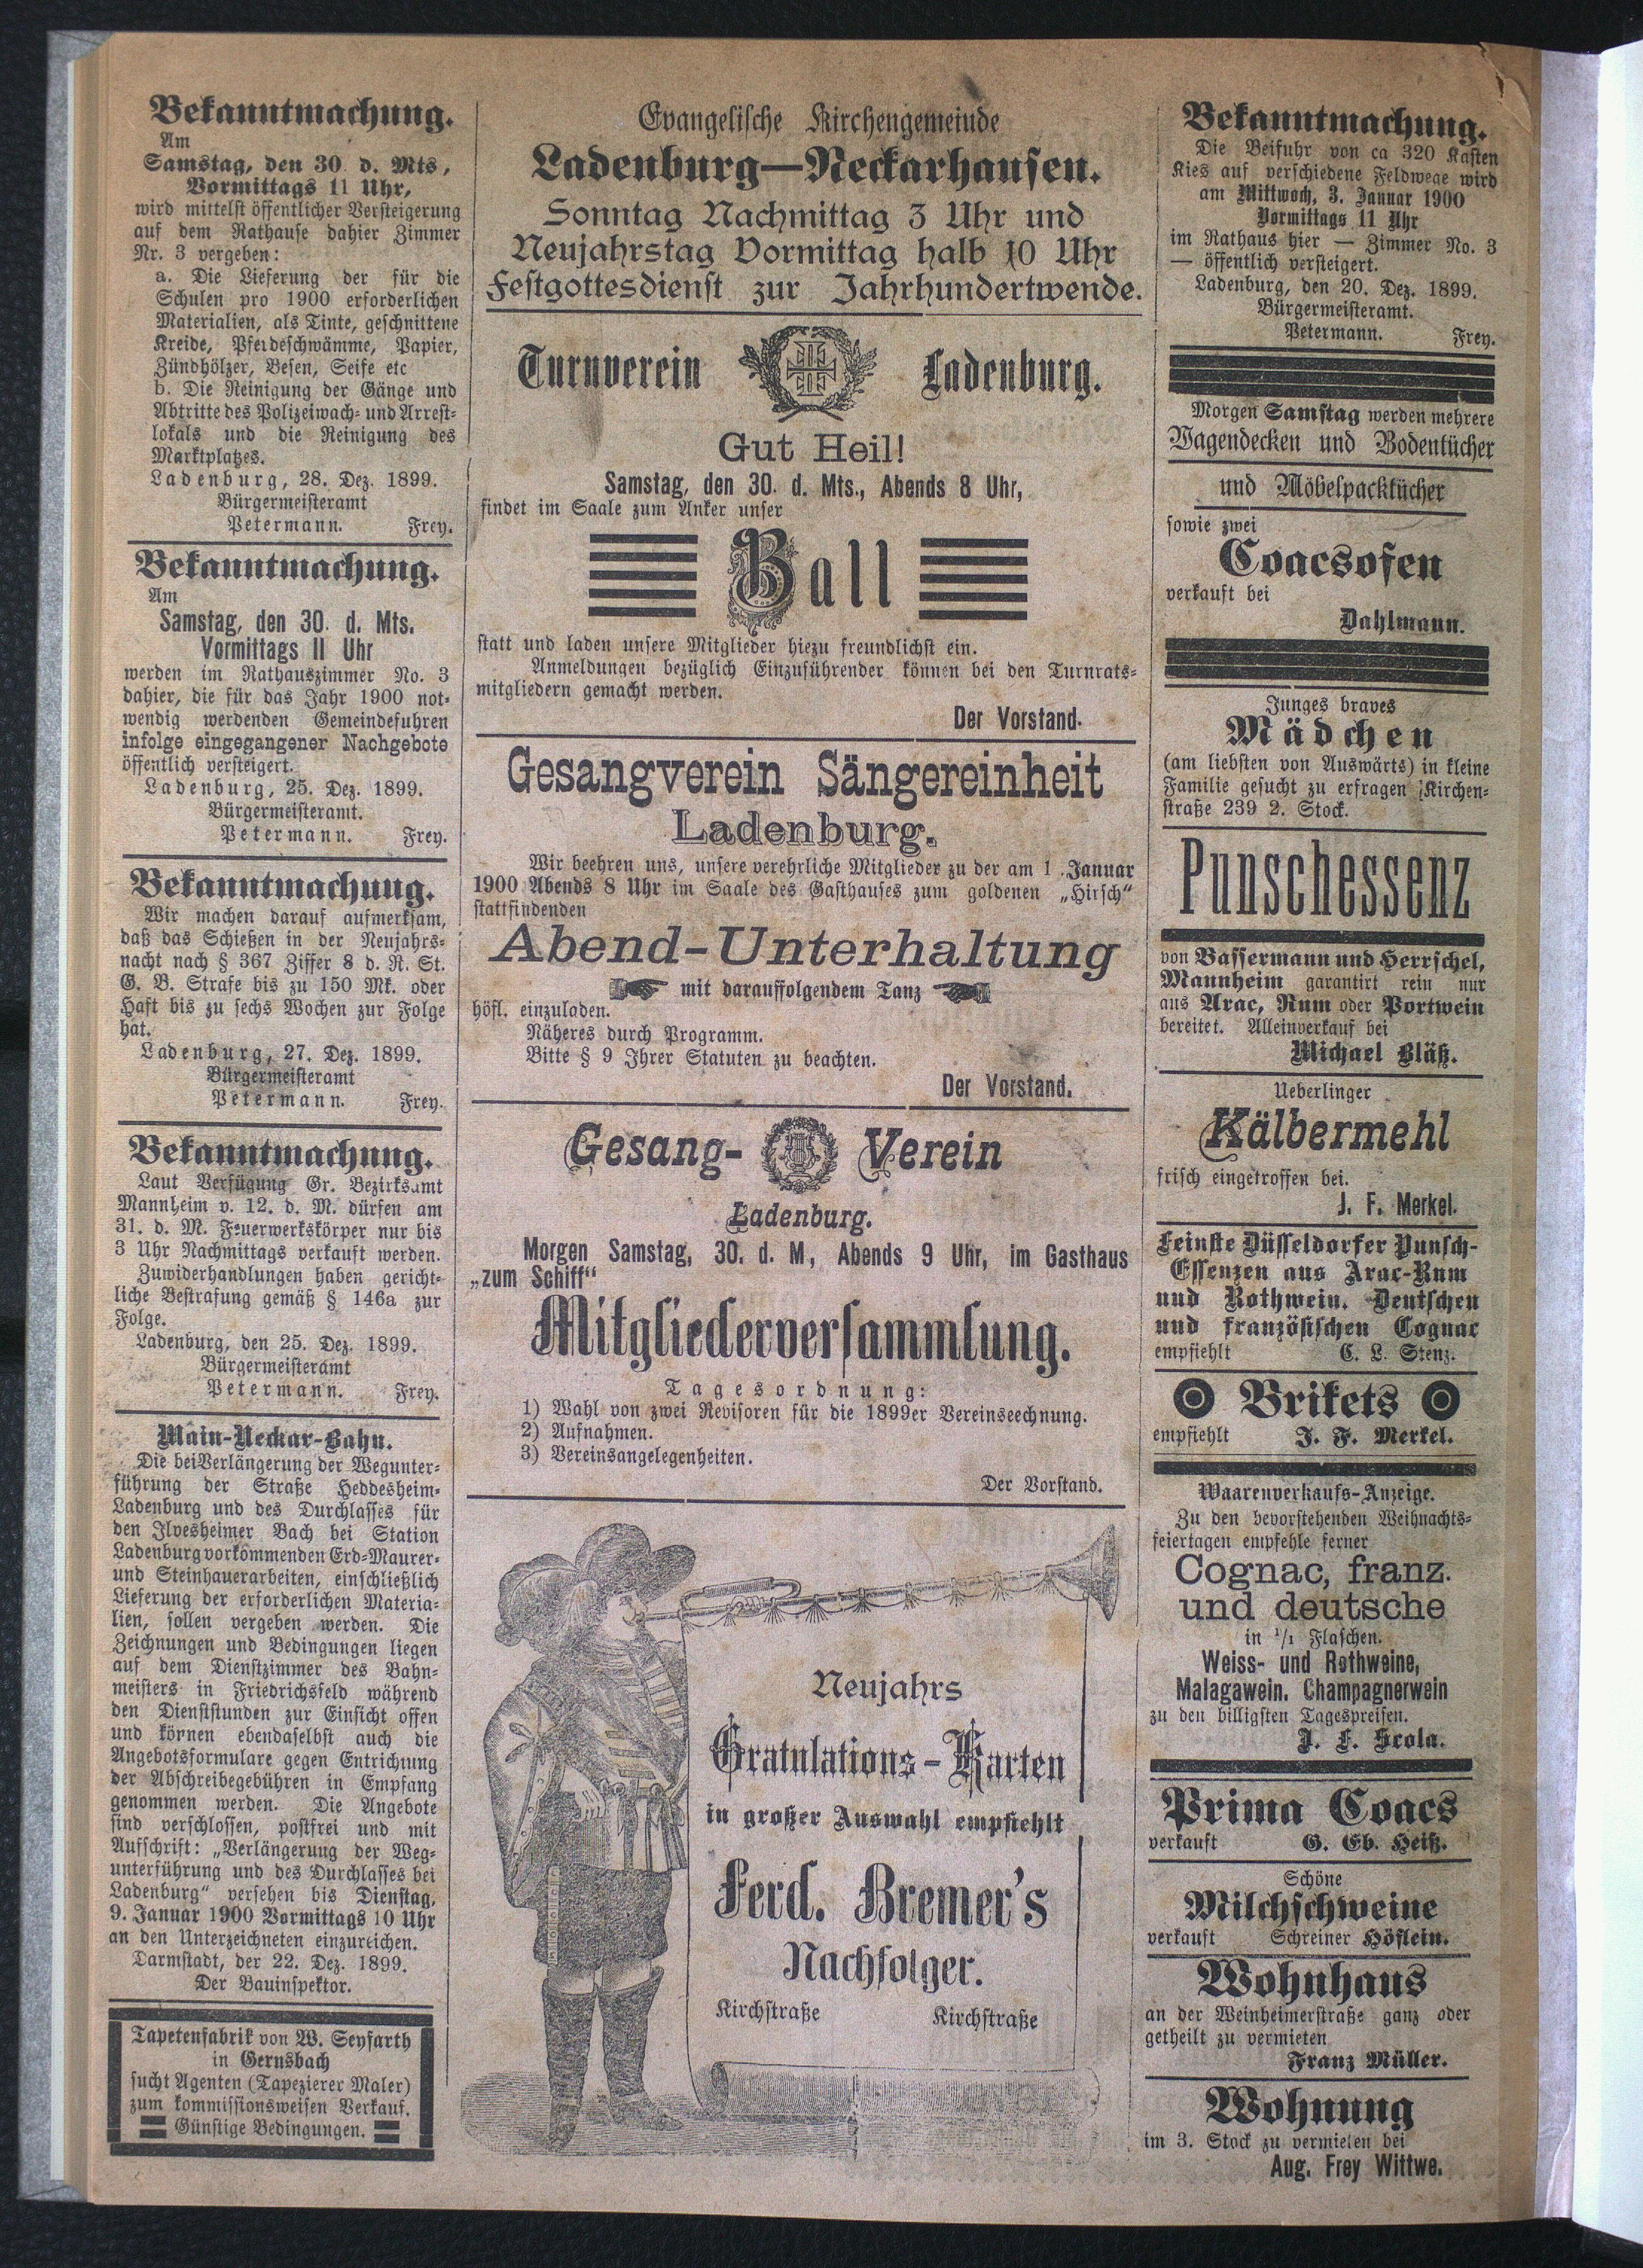 Bekanntmachung.
Am
Samstag, den 30 d. Mts,
Vormittags 11 Uhr,
wird mittelst öffentlicher Versteigerung
auf dem Rathause dahier Zimmer
Nr. 3 vergeben:
a. Die Lieferung der für die
Schulen pro 1900 erforderlichen
Materialien, als Tinte, geschnittene
Kreide, Pferdeschwämme, Papier,
Zündhölzer, Besen, Seife etc
b. Die Reinigung der Gänge und
Abtritte des Polizeiwach- und Arrest-
lokals und die Reinigung des
Marktplatzes.
Ladenburg, 28. Dez. 1899.
Bürgermeisteramt
Petermann. Frey.
Bekanntmachung.
Am
Samstag, den 30. d. Mts.
Vormittags 11 Uhr
werden im Rathauszimmer No. 3
dahier, die für das Jahr 1900 not-
wendig werdenden Gemeindefuhren
infolge eingegangener Nachgebote
öffentlich versteigert.
Ladenburg, 25. Dez. 1899.
Bürgermeisteramt.
Petermann. Frey.
Bekanntmachung.
Wir machen darauf aufmerksam,
daß das Schießen in der Neujahrs-
nacht nach § 367 Ziffer 8 d. R. St.
G. B. Strafe bis zu 150 Mk. oder
Haft bis zu sechs Wochen zur Folge
hat.
Ladenburg, 27. Dez. 1899.
Bürgermeisteramt
Petermann. Frey.
Bekanntmachung.
Laut Verfügung Gr. Bezirksamt
Mannheim v. 12. d. M. dürfen am
31. d. M. Feuerwerkskörper nur bis
3 Uhr Nachmittags verkauft werden.
Zuwiderhandlungen haben gericht-
liche Bestrafung gemäß § 146a zur
Folge.
Ladenburg, den 25. Dez. 1899.
Bürgermeisteramt
Petermann. Frey.
Main-Neckar-Bahn.
Die bei Verlängerung der Wegunter-
führung der Straße Heddesheim-
Ladenburg und des Durchlasses für
den Ilvesheimer Bach bei Station
Ladenburg vorkommenden Erd-Maurer-
und Steinhauerarbeiten, einschließlich
Lieferung der erforderlichen Materia-
lien, sollen vergeben werden. Die
Zeichnungen und Bedingungen liegen
auf dem Dienstzimmer des Bahn-
meisters in Friedrichsfeld während
den Dienststunden zur Einsicht offen
und können ebendaselbst auch die
Angebotsformulare gegen Entrichtung
der Abschreibegebühren in Empfang
genommen werden. Die Angebote
sind verschlossen, postfrei und mit
Aufschrift: „Verlängerung der Weg-
unterführung und des Durchlasses bei
Ladenburg“ versehen bis Dienstag,
9. Januar 1900 Vormittags 10 Uhr
an den Unterzeichneten einzureichen.
Darmstadt, der 22. Dez. 1899.
Der Bauinspektor.
Tapetenfabrik von W. Seyfarth
in Gernsbach
sucht Agenten (Tapezierer Maler)
zum kommissionsweisen Verkauf.
Günstige Bedingungen.
Evangelische Kirchengemeinde
Ladenburg—Neckarhausen.
Sonntag Nachmittag 3 Uhr und
Neujahrstag Vormittag halb 10 Uhr
Festgottesdienst zur Jahrhundertwende.
Turnverein Ladenburg.
Gut Heil!
Samstag, den 30. d. Mts., Abends 8 Uhr,
findet im Saale zum Anker unser
Ball
statt und laden unsere Mitglieder hiezu freundlichst ein.
Anmeldungen bezüglich Einzuführender können bei den Turnrats-
mitgliedern gemacht werden.
Der Vorstand.
Gesangverein Sängereinheit
Ladenburg.
Wir beehren uns, unsere verehrliche Mitglieder zu der am 1. Januar
1900 Abends 8 Uhr im Saale des Gasthauses zum goldenen „Hirsch“
stattfindenden
Abend-Unterhaltung
mit darauffolgendem Tanz
höfl. einzuladen.
Näheres durch Programm.
Bitte § 9 Ihrer Statuten zu beachten.
Der Vorstand.
Gesang- Verein
Ladenburg.
Morgen Samstag, 30. d. M, Abends 9 Uhr, im Gasthaus
„zum Schiff“
Mitgliederversammlung.
Tagesordnung:
1) Wahl von zwei Revisoren für die 1899er Vereinseechnung.
2) Aufnahmen.
3) Vereinsangelegenheiten.
Der Vorstand.
Neujahrs
Gratulations-Karten
in großer Auswahl empfiehlt
Ferd. Bremer's
Nachfolger.
Kirchstraße Kirchstraße
Bekanntmachung.
Die Beifuhr von ca 320 Kasten
Kies auf verschiedene Feldwege wird
am Mittwoch, 3. Januar 1900
Vormittags 11 Uhr
im Rathaus hier — Zimmer No. 3
— öffentlich versteigert.
Ladenburg, den 20. Dez. 1899.
Bürgermeisteramt.
Petermann. Frey.
Morgen Samstag werden mehrere
Wagendecken und Bodentücher
und Möbelpacktücher
sowie zwei
Coacsofen
verkauft bei
Dahlmann.
Junges braves
Mädchen
(am liebsten von Auswärts) in kleine
Familie gesucht zu erfragen Kirchen-
straße 239 2. Stock.
Punschessenz
von Bassermann und Herrschel,
Mannheim garantirt rein nur
aus Arac, Rum oder Portwein
bereitet. Alleinverkauf bei
Michael Bläß.
Ueberlinger
Kälbermehl
frisch eingetroffen bei.
J. F. Merkel.
Feinste Düsseldorfer Punsch-
Essenzen aus Arac-Rum
und Rothwein. Deutschen
und französischen Cognac
empfiehlt C. L. Stenz.
Brikets
empfiehlt J. F. Merkel.
Waarenverkaufs-Anzeige.
Zu den bevorstehenden Weihnachts-
feiertagen empfehle ferner
Cognac, franz.
und deutsche
in 1/1 Flaschen.
Weiss- und Rothweine,
Malagawein. Champagnerwein
zu den billigsten Tagespreisen.
J. F. Scola.
Prima Coacs
verkauft G. Eb. Heiß.
Schöne
Milchschweine
verkauft Schreiner Höflein.
Wohnhaus
an der Weinheimerstraße ganz oder
getheilt zu vermieten
Franz Müller.
Wohnung
im 3. Stock zu vermieten bei
Aug. Frey Wittwe.